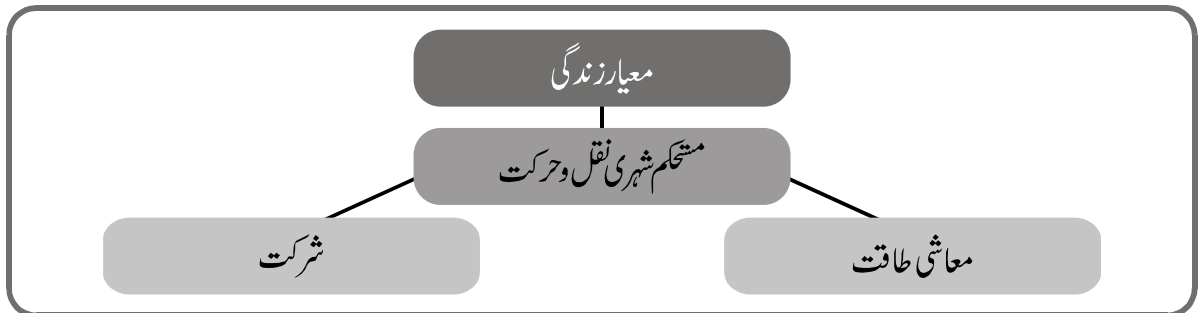 معیار زندگی
مستحکم شہری نقل و حرکت
معاشی طاقت
شرکت